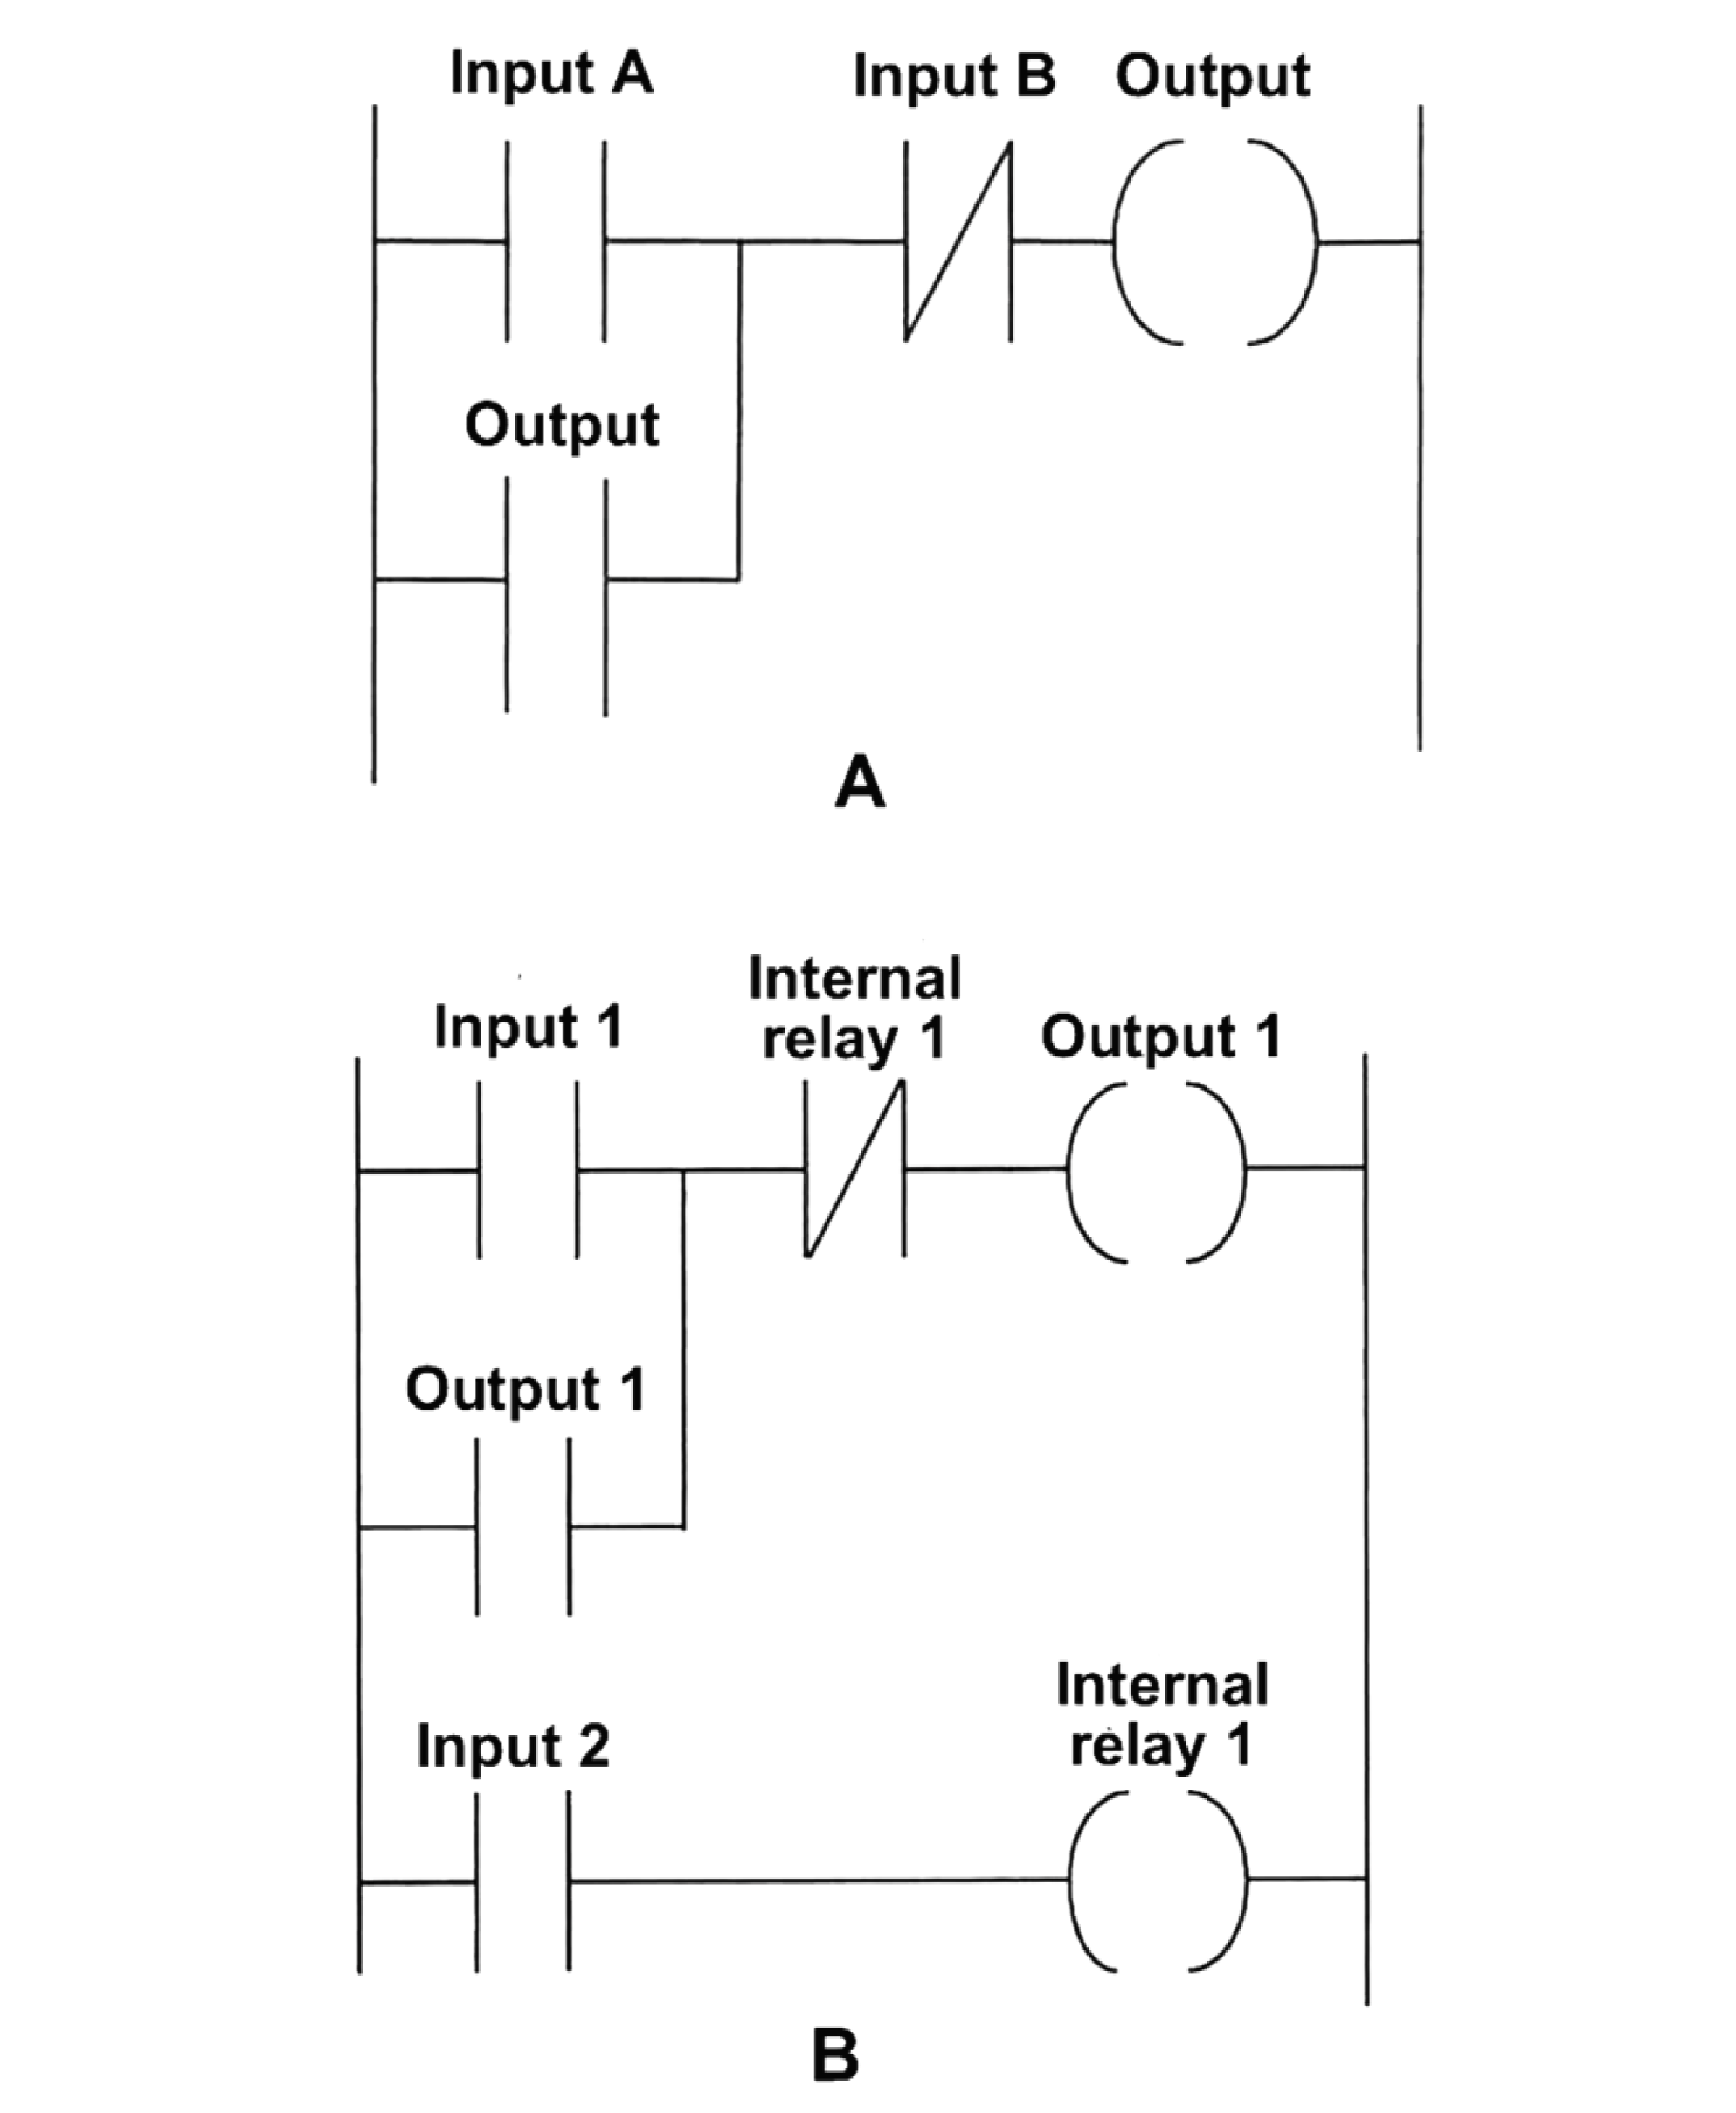 Input A
Input B
Output
Output
A
Internal
relay 1
Input 1
Output 1
Output 1
Internal
relay 1
Input 2
B